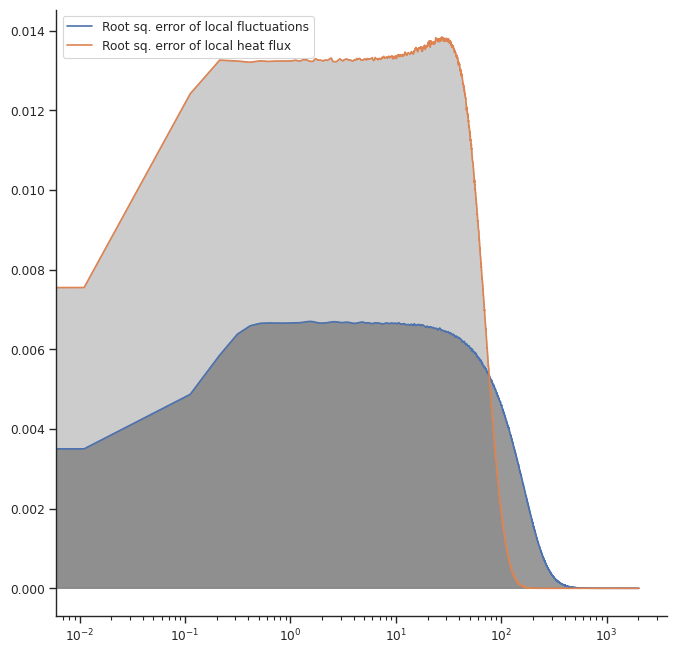 Root sq. error of local fluctuations
Root sq. error of local heat flux
0.014
0.012
0.010
0.008
0.006
0.004
0.002
0.000
10⁻² 10⁻¹ 10⁰ 10¹ 10² 10³